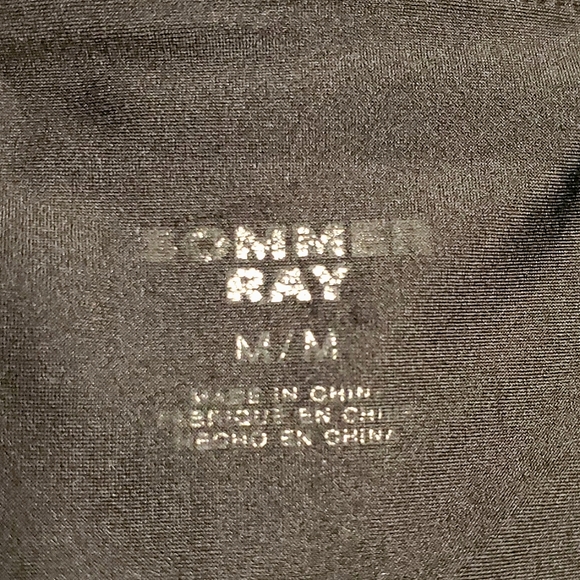 SOMMER
RAY
M/M
MADE IN CHINA
FABRIQUE EN CHINE
HECHO EN CHINA